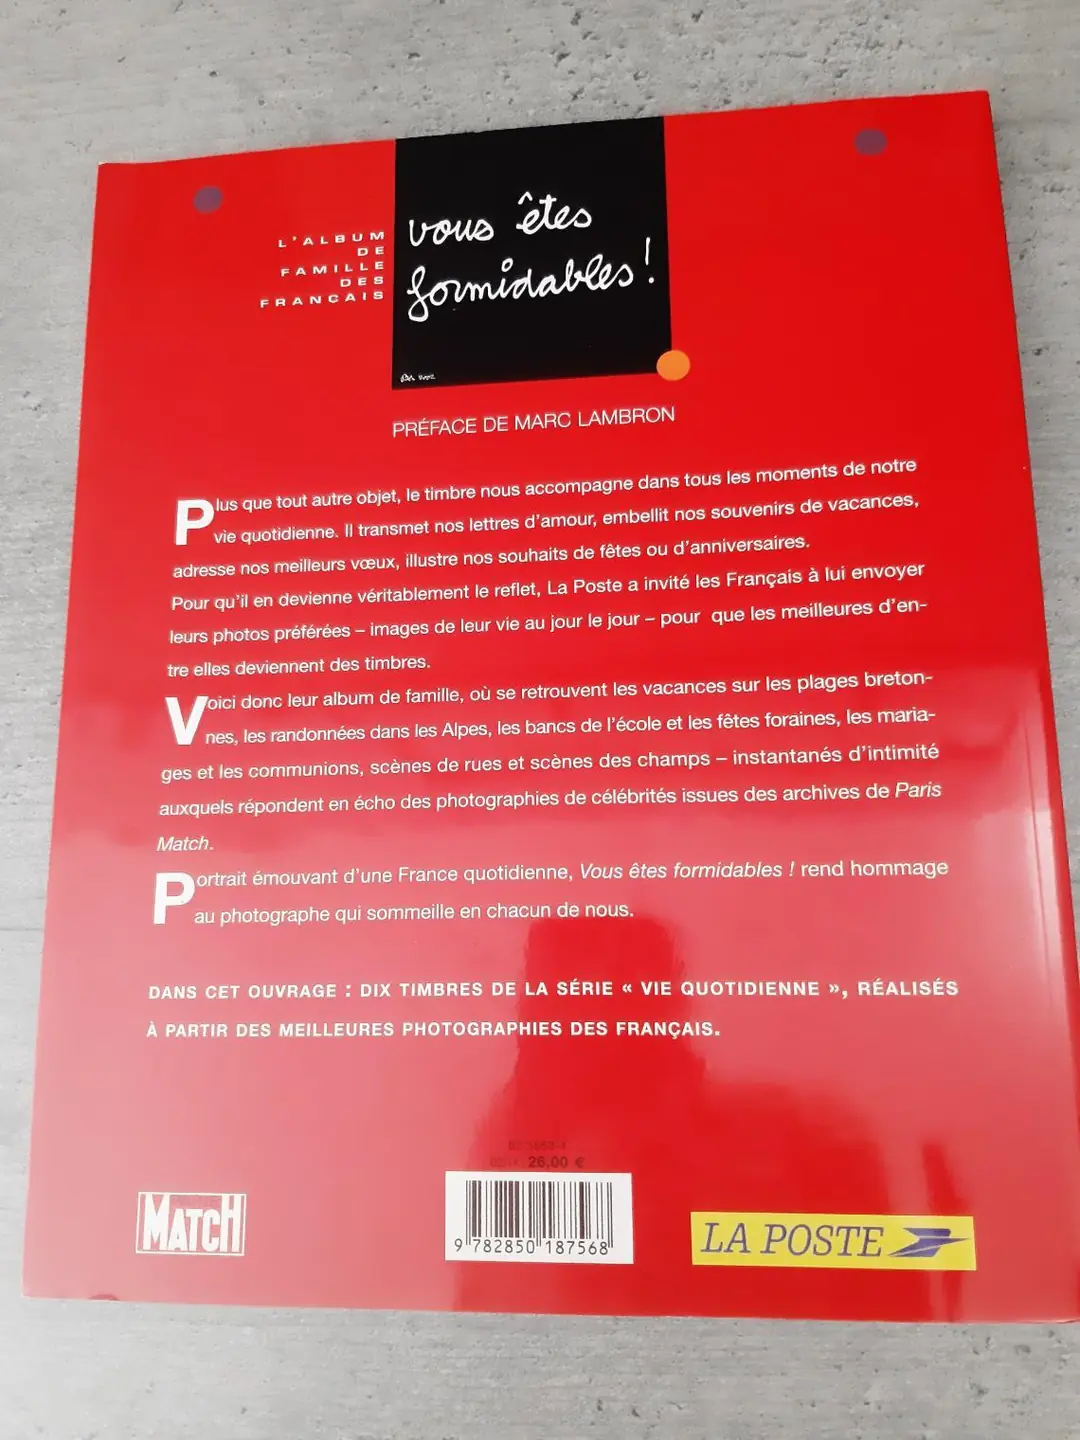 L'ALBUM
DE
FAMILLE
DES
FRANCAIS
vous êtes
formidables!
2002
PRÉFACE DE MARC LAMBRON
Plus que tout autre objet, le timbre nous accompagne dans tous les moments de notre
vie quotidienne. Il transmet nos lettres d'amour, embellit nos souvenirs de vacances,
adresse nos meilleurs vœux, illustre nos souhaits de fêtes ou d'anniversaires.
Pour qu'il en devienne véritablement le reflet, La Poste a invité les Français à lui envoyer
leurs photos préférées – images de leur vie au jour le jour – pour que les meilleures d'en-
tre elles deviennent des timbres.
Voici donc leur album de famille, où se retrouvent les vacances sur les plages breton-
nes, les randonnées dans les Alpes, les bancs de l'école et les fêtes foraines, les maria-
ges et les communions, scènes de rues et scènes des champs – instantanés d'intimité
auxquels répondent en écho des photographies de célébrités issues des archives de Paris
Match.
Portrait émouvant d'une France quotidienne, Vous êtes formidables ! rend hommage
au photographe qui sommeille en chacun de nous.
DANS CET OUVRAGE : DIX TIMBRES DE LA SÉRIE « VIE QUOTIDIENNE », RÉALISÉS
À PARTIR DES MEILLEURES PHOTOGRAPHIES DES FRANÇAIS.
26,00 €
9 782850 187568
MATCH
LA POSTE